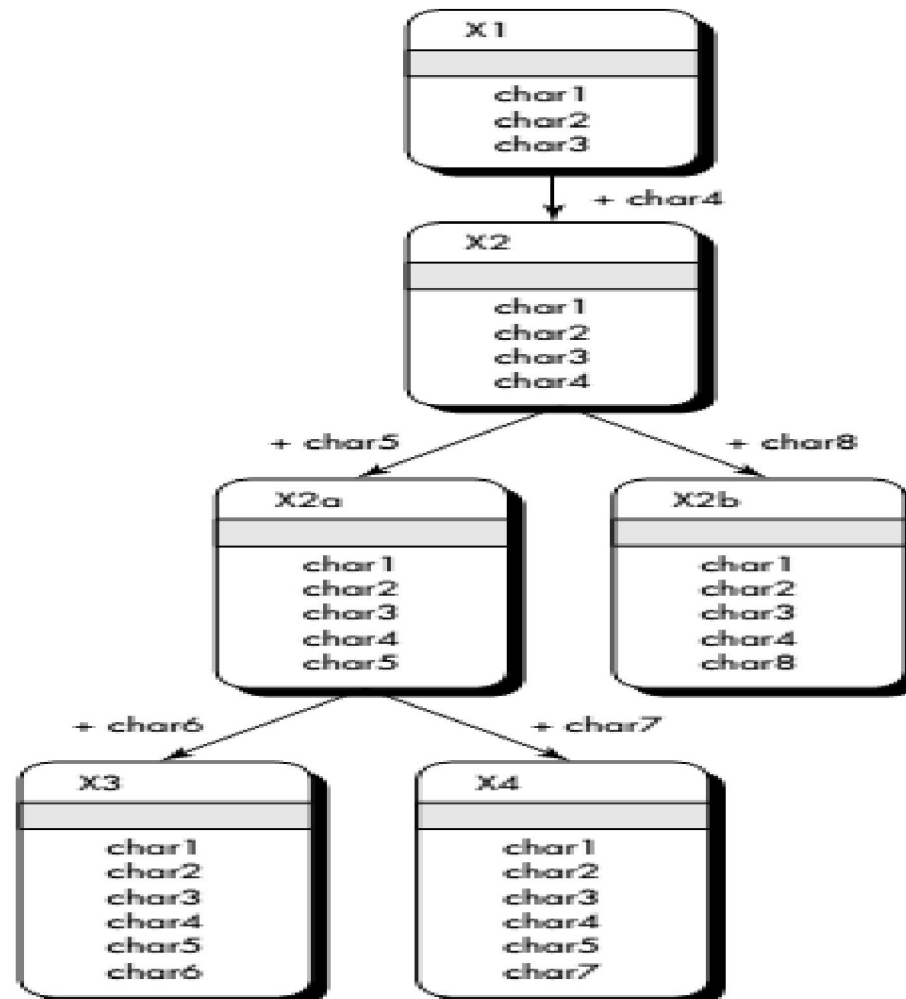 X1
char1
char2
char3
+ char4
X2
char1
char2
char3
char4
+ char5
+ char8
X2a
char1
char2
char3
char4
char5
X2b
char1
char2
char3
char4
char8
+ char6
+ char7
X3
char1
char2
char3
char4
char5
char6
X4
char1
char2
char3
char4
char5
char7